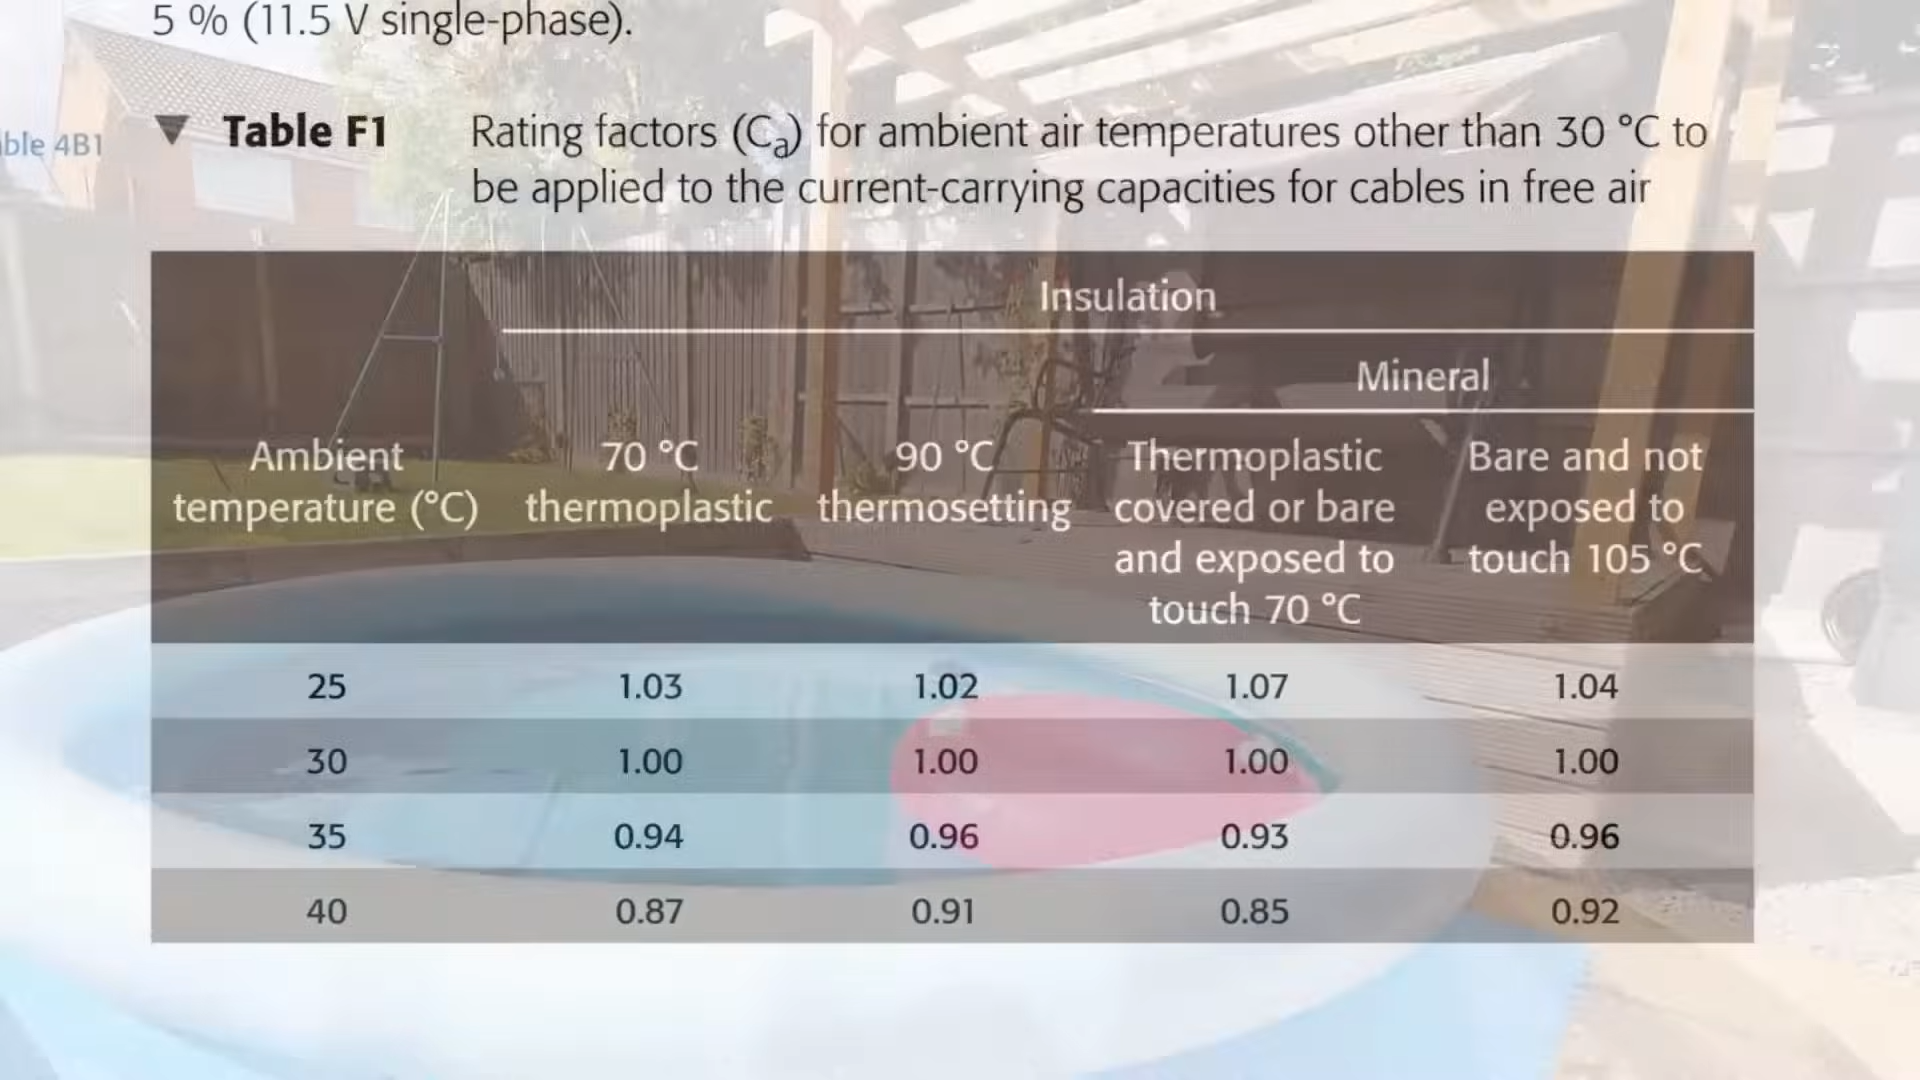 5 % (11.5 V single-phase).
ble 4B1
▼ Table F1 Rating factors (Ca) for ambient air temperatures other than 30 °C to
be applied to the current-carrying capacities for cables in free air
Insulation
Mineral
Ambient 70 °C 90 °C Thermoplastic Bare and not
temperature (°C) thermoplastic thermosetting covered or bare exposed to
and exposed to touch 105 °C
touch 70 °C
25 1.03 1.02 1.07 1.04
30 1.00 1.00 1.00 1.00
35 0.94 0.96 0.93 0.96
40 0.87 0.91 0.85 0.92